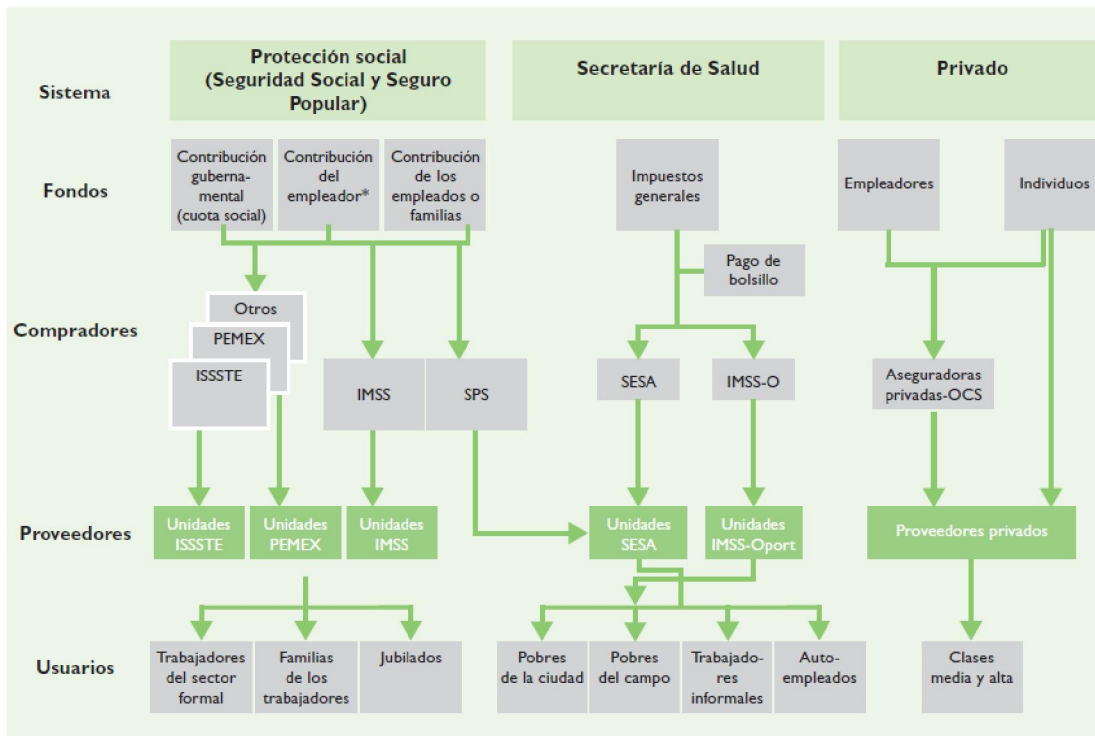 Sistema
Protección social
(Seguridad Social y Seguro
Popular)
Secretaría de Salud
Privado
Fondos
Contribución
guberna-
mental
(cuota social)
Contribución
del
empleador*
Contribución
de los
empleados o
familias
Impuestos
generales
Empleadores
Individuos
Pago de
bolsillo
Compradores
Otros
PEMEX
ISSSTE
IMSS
SPS
SESA
IMSS-O
Aseguradoras
privadas-OCS
Proveedores
Unidades
ISSSTE
Unidades
PEMEX
Unidades
IMSS
Unidades
SESA
Unidades
IMSS-Oport
Proveedores privados
Usuarios
Trabajadores
del sector
formal
Familias
de los
trabajadores
Jubilados
Pobres
de la ciudad
Pobres
del campo
Trabajado-
res
informales
Auto-
empleados
Clases
media y alta